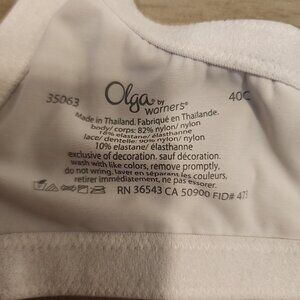 Olga by
warners®
35063
40C
Made in Thailand. Fabriqué en Thaïlande.
body/ corps: 82% nylon/ nylon
18% elastane/ élasthanne
lace/ dentelle: 90% nylon/ nylon
10% elastane/ élasthanne
exclusive of decoration. sauf décoration.
wash with like colors, remove promptly,
do not wring. laver en séparant les couleurs,
retirer immédiatement, ne pas essorer.
RN 36543 CA 50900 FID# 473